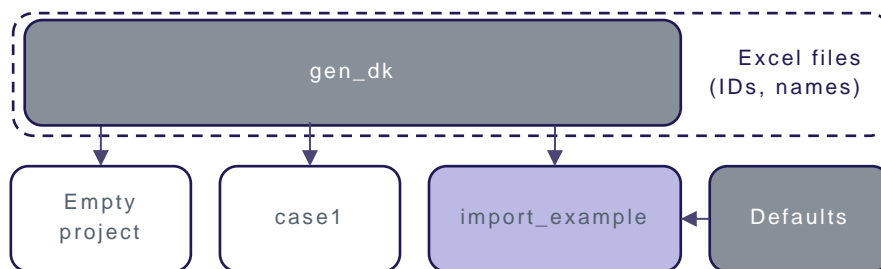 gen_dk
Excel files
(IDs, names)
Empty
project
case1
import_example
Defaults